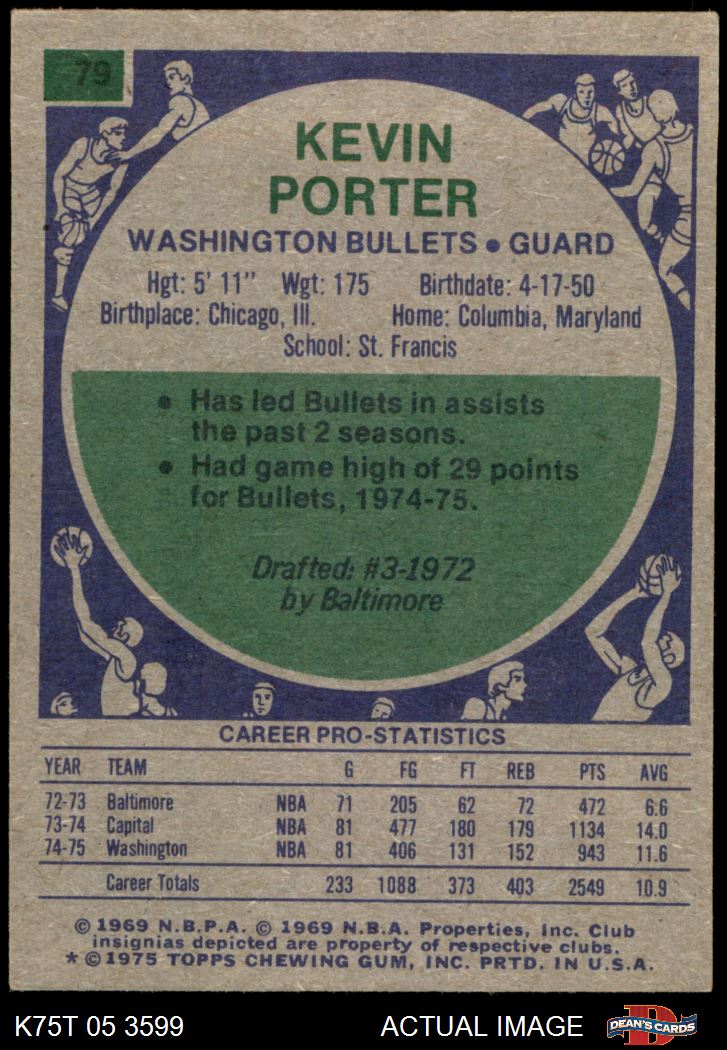 79
KEVIN
PORTER
WASHINGTON BULLETS • GUARD
Hgt: 5' 11" Wgt: 175 Birthdate: 4-17-50
Birthplace: Chicago, Ill. Home: Columbia, Maryland
School: St. Francis
• Has led Bullets in assists
the past 2 seasons.
• Had game high of 29 points
for Bullets, 1974-75.
Drafted: #3-1972
by Baltimore
CAREER PRO-STATISTICS
YEAR TEAM G FG FT REB PTS AVG
72-73 Baltimore NBA 71 205 62 72 472 6.6
73-74 Capital NBA 81 477 180 179 1134 14.0
74-75 Washington NBA 81 406 131 152 943 11.6
Career Totals 233 1088 373 403 2549 10.9
© 1969 N.B.P.A. © 1969 N.B.A. Properties, Inc. Club
insignias depicted are property of respective clubs.
* © 1975 TOPPS CHEWING GUM, INC. PRTD. IN U.S.A.
K75T 05 3599 ACTUAL IMAGE DEAN'S CARDS